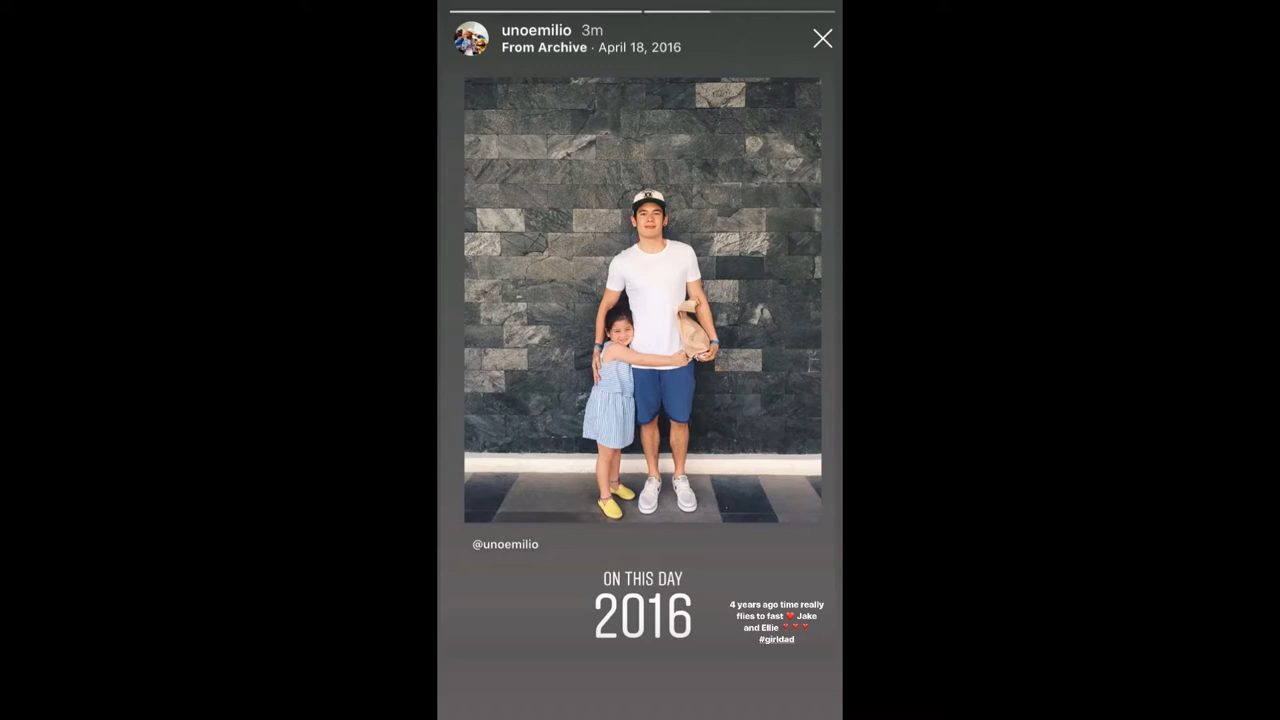 unoemilio 3m
From Archive · April 18, 2016
@unoemilio
ON THIS DAY
2016
4 years ago time really
flies to fast ❤️ Jake
and Ellie ❣️❣️❣️
#girldad